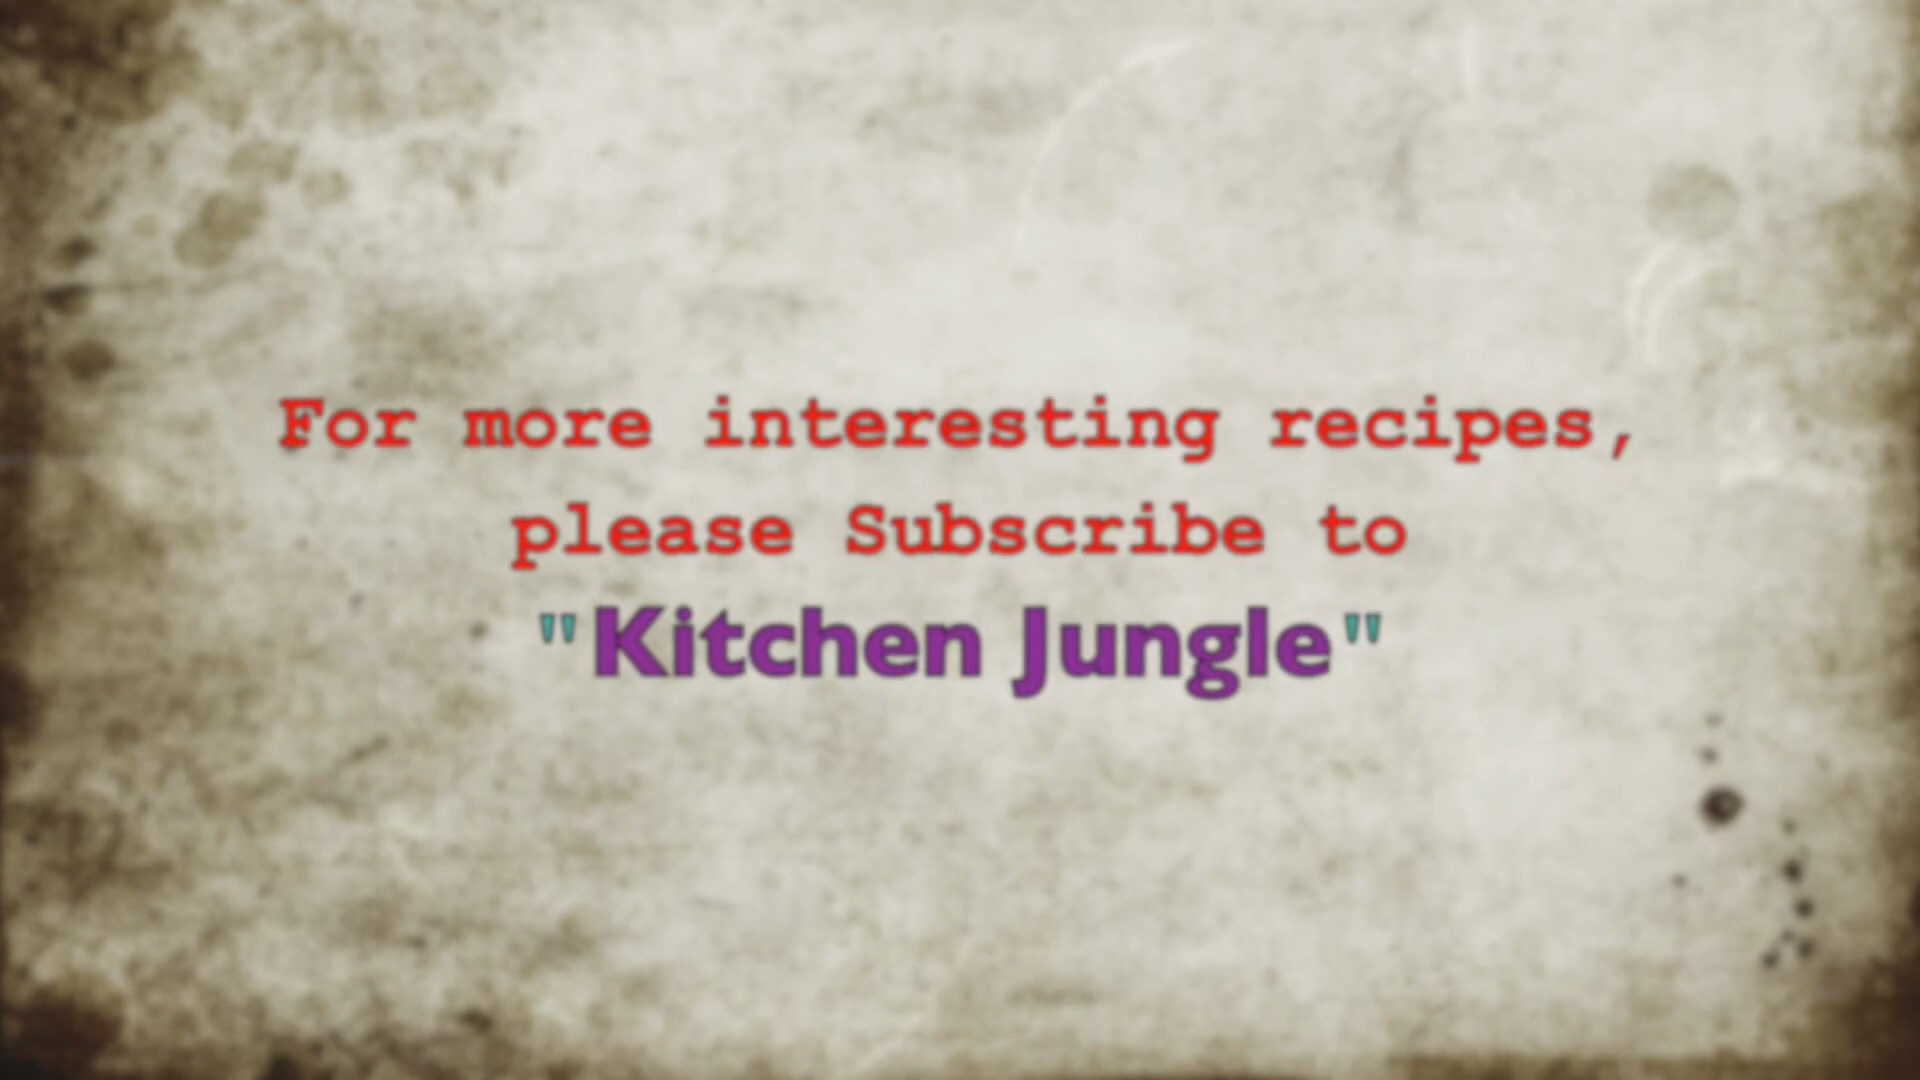 For more interesting recipes,
please Subscribe to
"Kitchen Jungle"